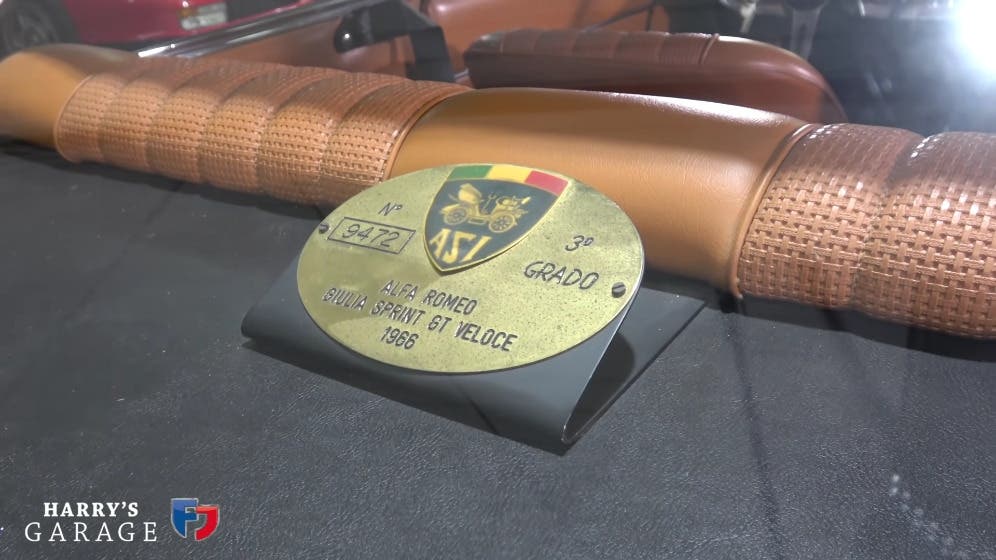 ASI
Nº
9472
3º
GRADO
ALFA ROMEO
GIULIA SPRINT GT VELOCE
1966
HARRY'S
GARAGE